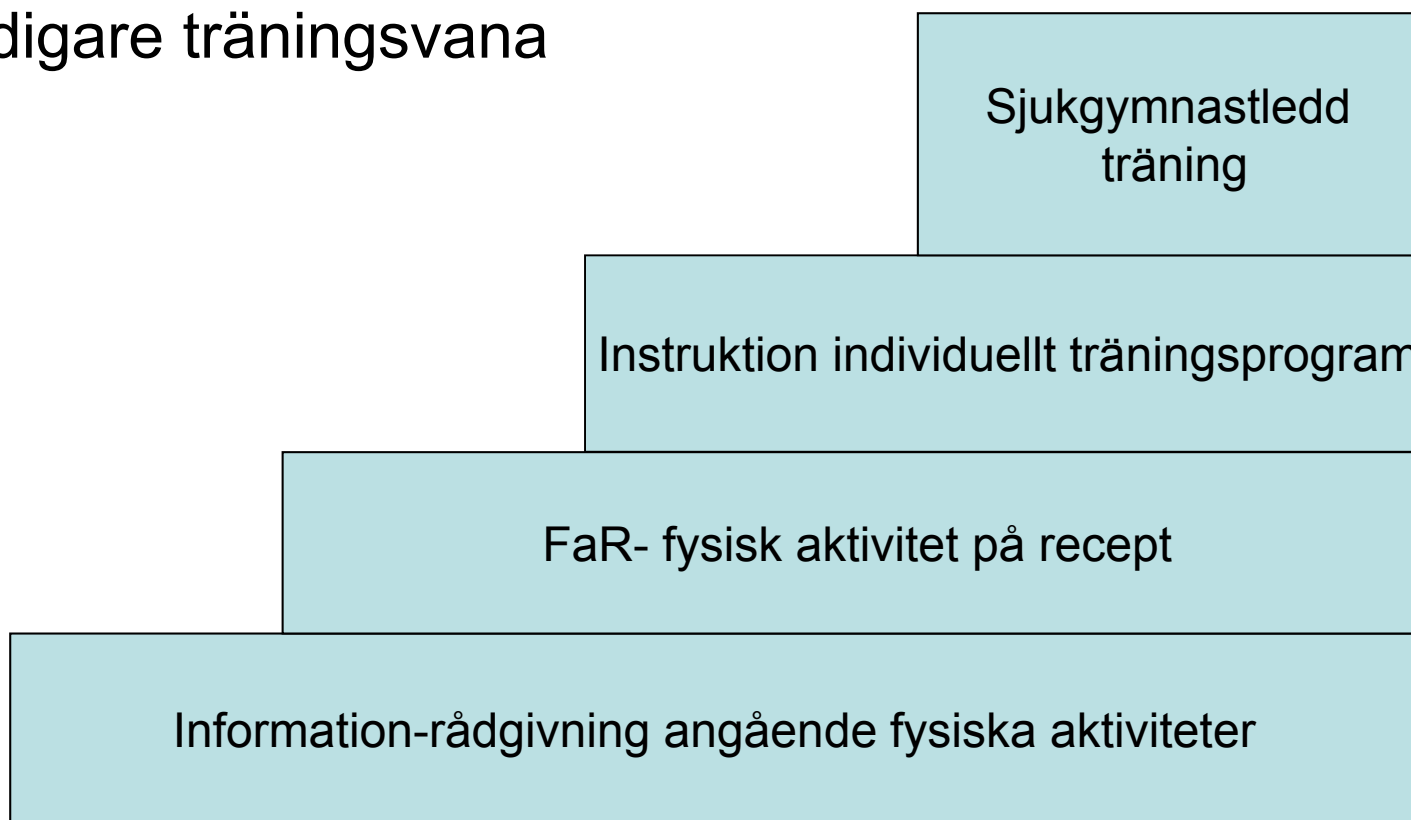 digare träningsvana
Sjukgymnastledd
träning
Instruktion individuellt träningsprogram
FaR- fysisk aktivitet på recept
Information-rådgivning angående fysiska aktiviteter